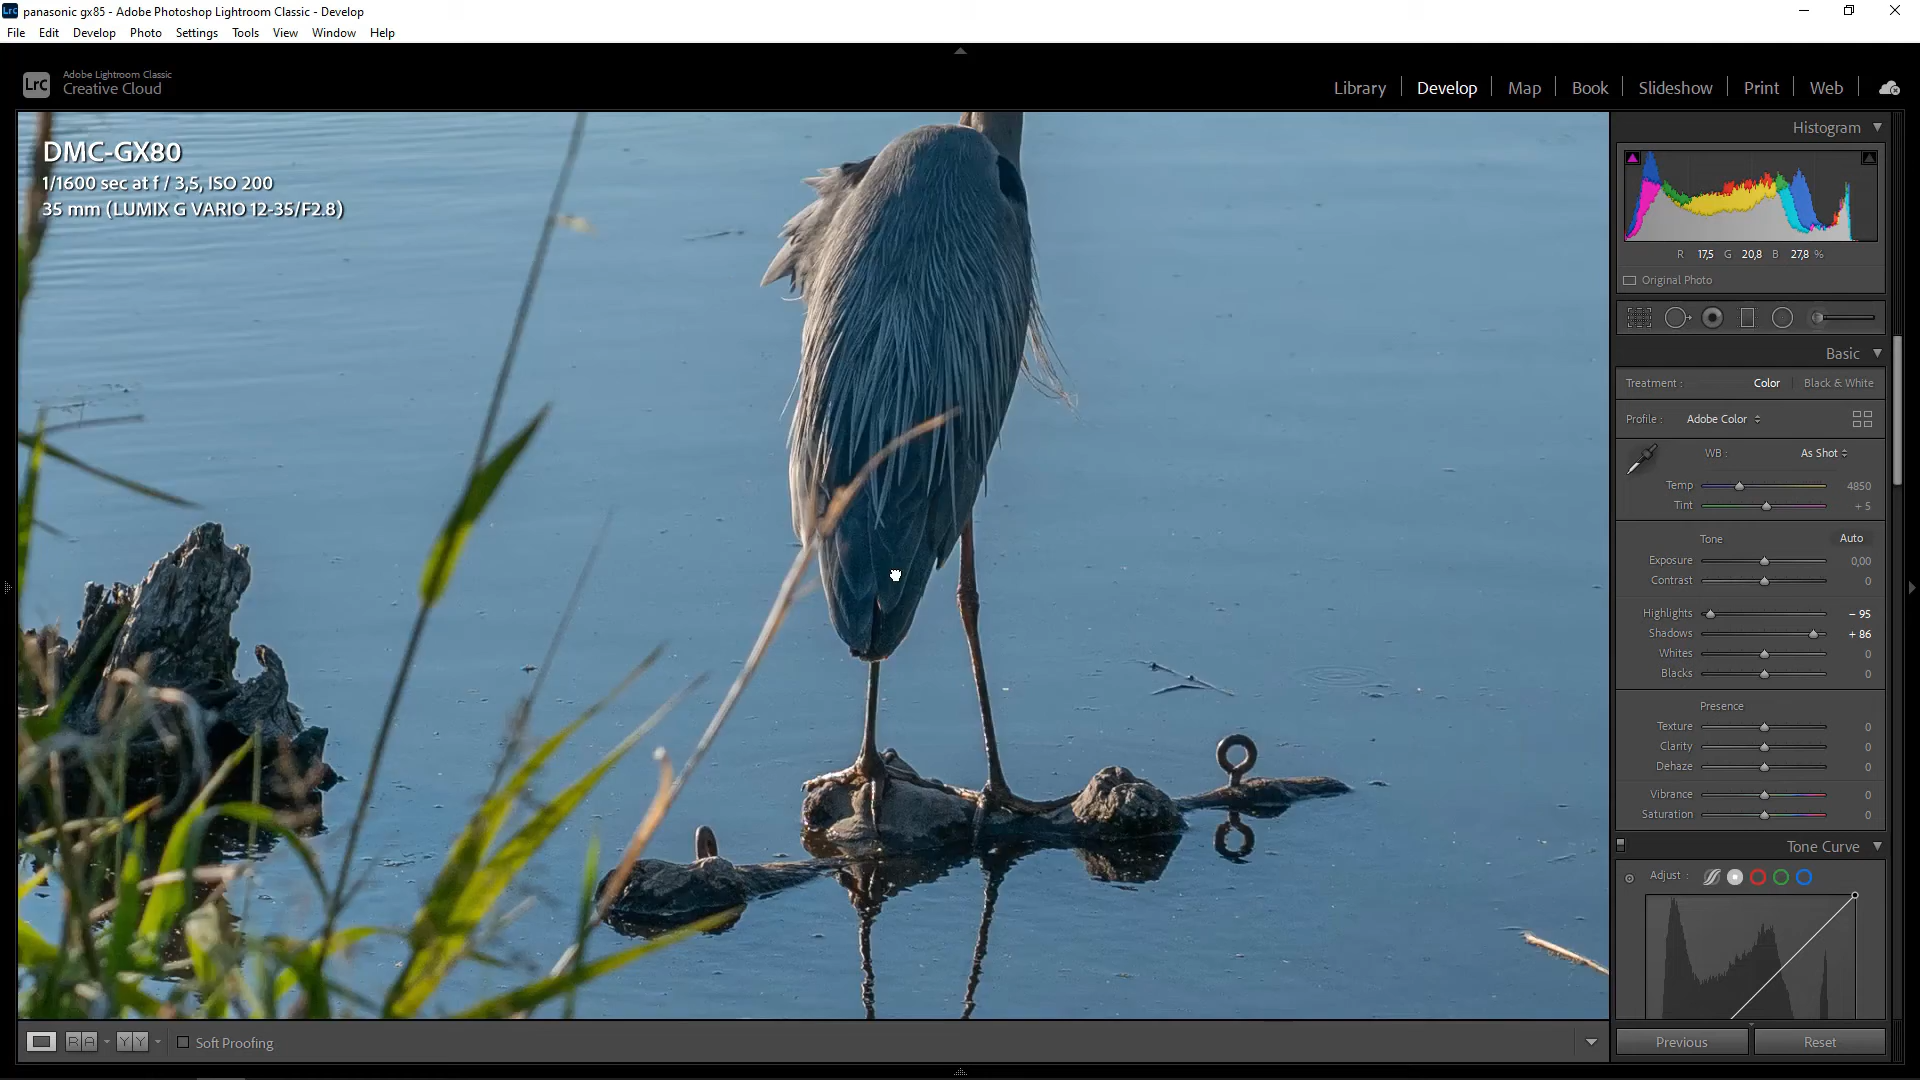 panasonic gx85 - Adobe Photoshop Lightroom Classic - Develop
File Edit Develop Photo Settings Tools View Window Help
Lrc
Adobe Lightroom Classic
Creative Cloud
Library Develop Map Book Slideshow Print Web
DMC-GX80
1/1600 sec at f / 3,5, ISO 200
35 mm (LUMIX G VARIO 12-35/F2.8)
Histogram
R 17,5 G 20,8 B 27,8 %
Original Photo
Basic
Treatment : Color Black & White
Profile : Adobe Color
WB : As Shot
Temp 4850
Tint + 5
Tone Auto
Exposure 0,00
Contrast 0
Highlights – 95
Shadows + 86
Whites 0
Blacks 0
Presence
Texture 0
Clarity 0
Dehaze 0
Vibrance 0
Saturation 0
Tone Curve
Adjust :
R A Y Y Soft Proofing
Previous Reset